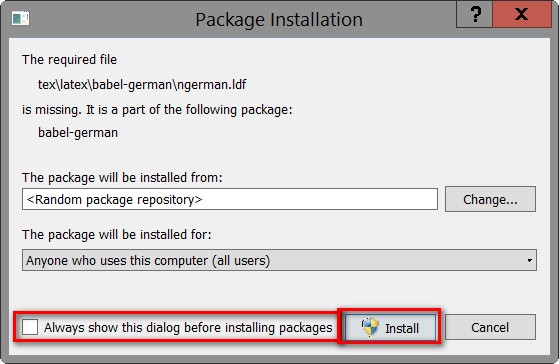 Package Installation
?
The required file
tex\latex\babel-german\ngerman.ldf
is missing. It is a part of the following package:
babel-german
The package will be installed from:
<Random package repository>
Change...
The package will be installed for:
Anyone who uses this computer (all users)
Always show this dialog before installing packages
Install
Cancel